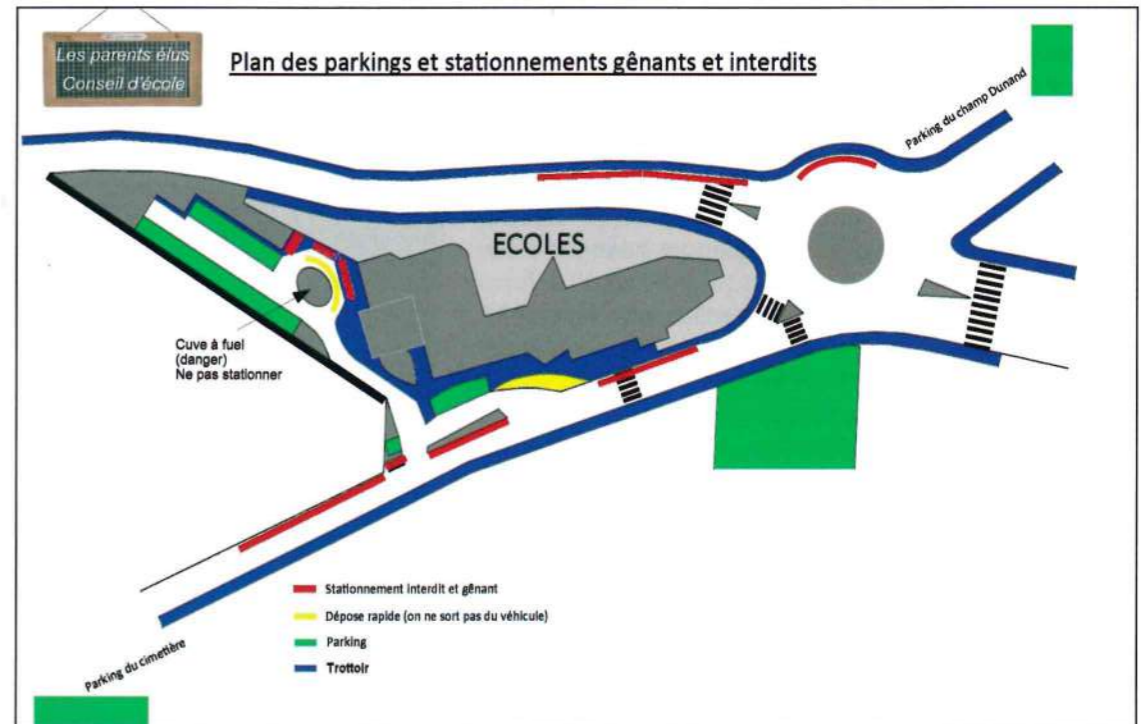 Les parents élus
Conseil d'école
Plan des parkings et stationnements gênants et interdits
Parking du champ Dunand
ECOLES
Cuve à fuel
(danger)
Ne pas stationner
Stationnement interdit et gênant
Dépose rapide (on ne sort pas du véhicule)
Parking
Trottoir
Parking du cimetière